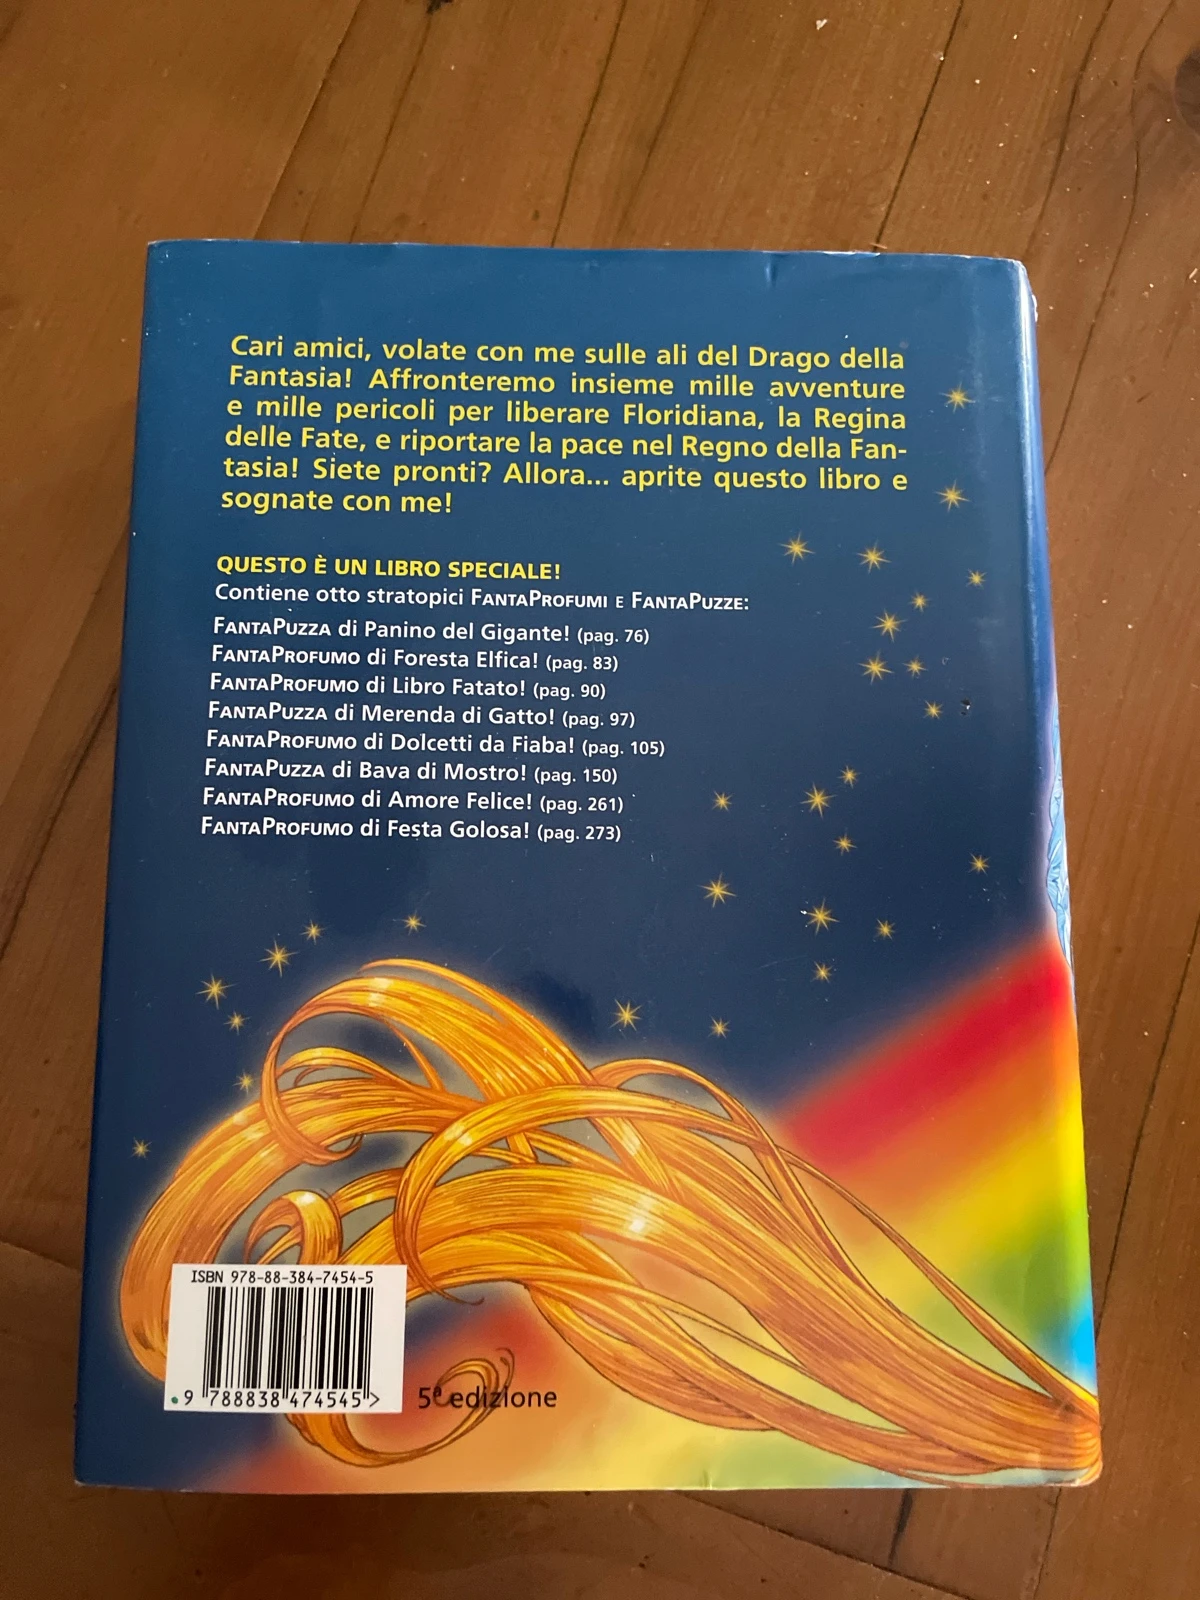 Cari amici, volate con me sulle ali del Drago della
Fantasia! Affronteremo insieme mille avventure
e mille pericoli per liberare Floridiana, la Regina
delle Fate, e riportare la pace nel Regno della Fan-
tasia! Siete pronti? Allora... aprite questo libro e
sognate con me!
QUESTO È UN LIBRO SPECIALE!
Contiene otto stratopici FANTAPROFUMI E FANTAPUZZE:
FANTAPUZZA di Panino del Gigante! (pag. 76)
FANTAPROFUMO di Foresta Elfica! (pag. 83)
FANTAPROFUMO di Libro Fatato! (pag. 90)
FANTAPUZZA di Merenda di Gatto! (pag. 97)
FANTAPROFUMO di Dolcetti da Fiaba! (pag. 105)
FANTAPUZZA di Bava di Mostro! (pag. 150)
FANTAPROFUMO di Amore Felice! (pag. 261)
FANTAPROFUMO di Festa Golosa! (pag. 273)
ISBN 978-88-384-7454-5
9 788838 474545 >
5ª edizione